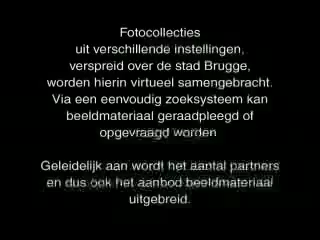 Fotocollecties
uit verschillende instellingen,
verspreid over de stad Brugge,
worden hierin virtueel samengebracht.
Via een eenvoudig zoeksysteem kan
beeldmateriaal geraadpleegd of
opgevraagd worden
Geleidelijk aan wordt het aantal partners
en dus ook het aanbod beeldmateriaal
uitgebreid.